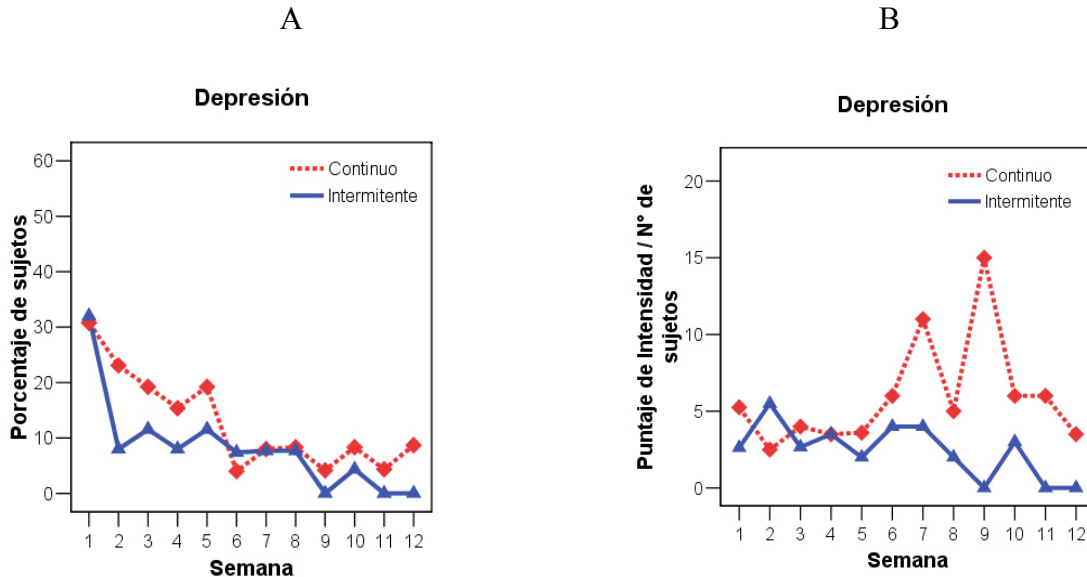 A
B
Depresión
Porcentaje de sujetos
60
50
40
30
20
10
0
Continuo
Intermitente
1 2 3 4 5 6 7 8 9 10 11 12
Semana
Depresión
Puntaje de Intensidad / N° de
sujetos
20
15
10
5
0
Continuo
Intermitente
1 2 3 4 5 6 7 8 9 10 11 12
Semana